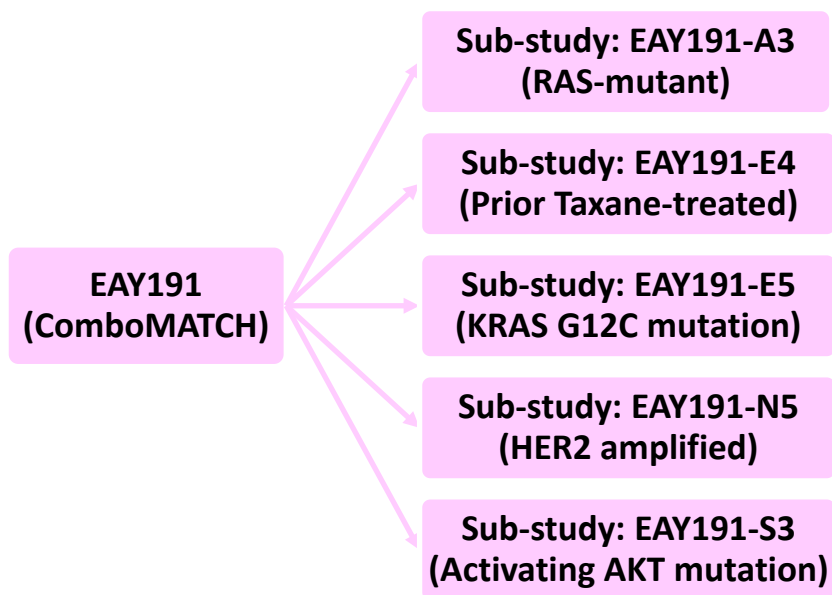 EAY191
(ComboMATCH)
Sub-study: EAY191-A3
(RAS-mutant)
Sub-study: EAY191-E4
(Prior Taxane-treated)
Sub-study: EAY191-E5
(KRAS G12C mutation)
Sub-study: EAY191-N5
(HER2 amplified)
Sub-study: EAY191-S3
(Activating AKT mutation)